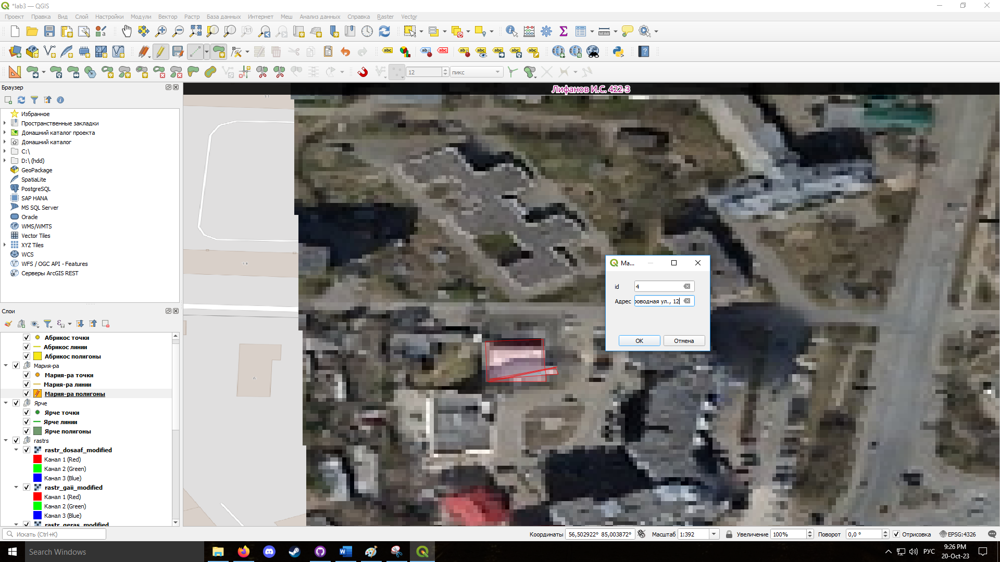 *lab3 — QGIS
Проект Правка Вид Слой Настройки Модули Вектор Растр База данных Интернет Меш Анализ данных Справка Raster Vector
12 пикс
Браузер
Избранное
Пространственные закладки
Домашний каталог проекта
Домашний каталог
C:\
D:\ (hdd)
GeoPackage
SpatiaLite
PostgreSQL
SAP HANA
MS SQL Server
Oracle
WMS/WMTS
Vector Tiles
XYZ Tiles
WCS
WFS / OGC API - Features
Серверы ArcGIS REST
Слои
Абрикос точки
Абрикос линии
Абрикос полигоны
Мария-ра
Мария-ра точки
Мария-ра линии
Мария-ра полигоны
Ярче
Ярче точки
Ярче линии
Ярче полигоны
rastrs
rastr_dosaaf_modified
Канал 1 (Red)
Канал 2 (Green)
Канал 3 (Blue)
rastr_gaii_modified
Канал 1 (Red)
Канал 2 (Green)
Канал 3 (Blue)
rastr_geras_modified
Лифанов И.С. 422-3
Ма...
id 4
Адрес роводная ул., 12
OK Отмена
Искать (Ctrl+K)
Координаты 56,502922° 85,003872° Масштаб 1:392 Увеличение 100% Поворот 0,0 ° Отрисовка EPSG:4326
Search Windows
РУС
9:26 PM
20-Oct-23